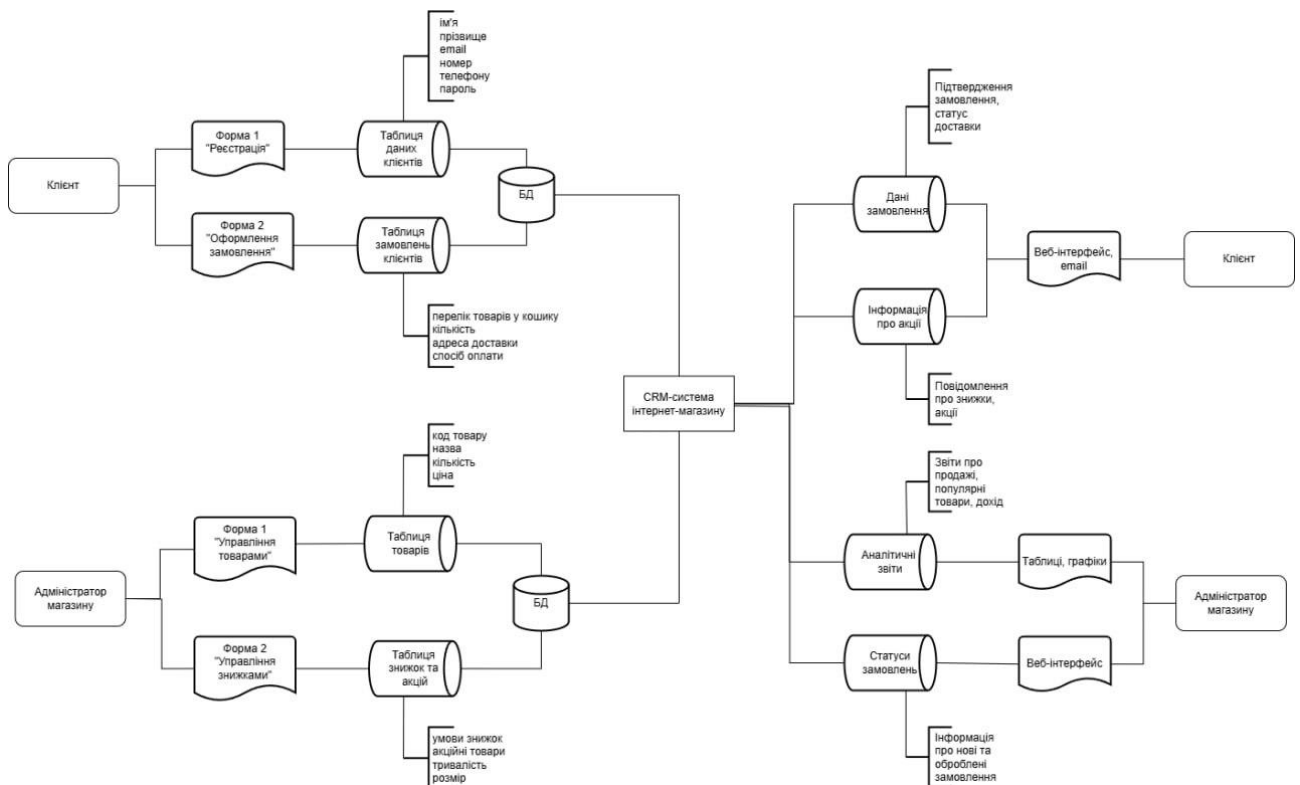 ім'я
прізвище
email
номер
телефону
пароль
Форма 1
"Реєстрація"
Таблиця
даних
клієнтів
Клієнт
БД
Форма 2
"Оформлення
замовлення"
Таблиця
замовлень
клієнтів
перелік товарів у кошику
кількість
адреса доставки
спосіб оплати
CRM-система
інтернет-магазину
код товару
назва
кількість
ціна
Форма 1
"Управління
товарами"
Таблиця
товарів
Адміністратор
магазину
БД
Форма 2
"Управління
знижками"
Таблиця
знижок та
акцій
умови знижок
акційні товари
тривалість
розмір
Підтвердження
замовлення,
статус
доставки
Дані
замовлення
Веб-інтерфейс,
email
Клієнт
Інформація
про акції
Повідомлення
про знижки,
акції
Звіти про
продажі,
популярні
товари, дохід
Аналітичні
звіти
Таблиці, графіки
Адміністратор
магазину
Статуси
замовлень
Веб-інтерфейс
Інформація
про нові та
оброблені
замовлення